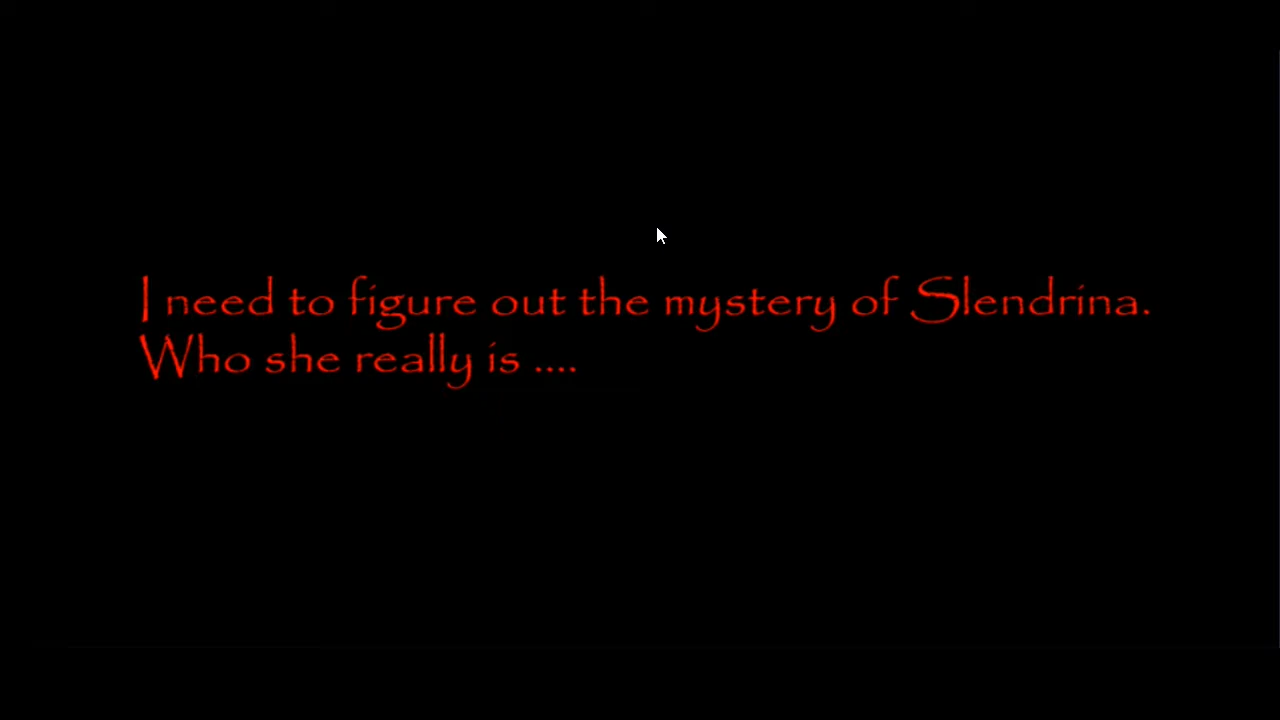 I need to figure out the mystery of Slendrina.
Who she really is ....